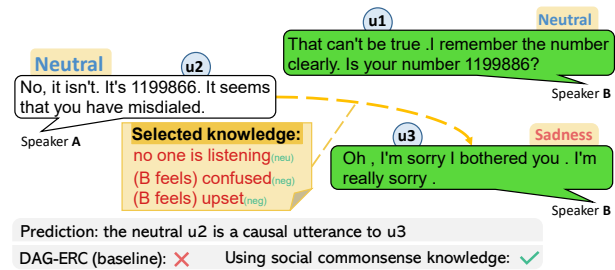 u1
Neutral
That can't be true .I remember the number
clearly. Is your number 1199886?
Speaker B
Neutral
u2
No, it isn't. It's 1199866. It seems
that you have misdialed.
Speaker A
Selected knowledge:
no one is listening(neu)
(B feels) confused(neg)
(B feels) upset(neg)
u3
Sadness
Oh , I'm sorry I bothered you . I'm
really sorry .
Speaker B
Prediction: the neutral u2 is a causal utterance to u3
DAG-ERC (baseline): ✗ Using social commonsense knowledge: ✓